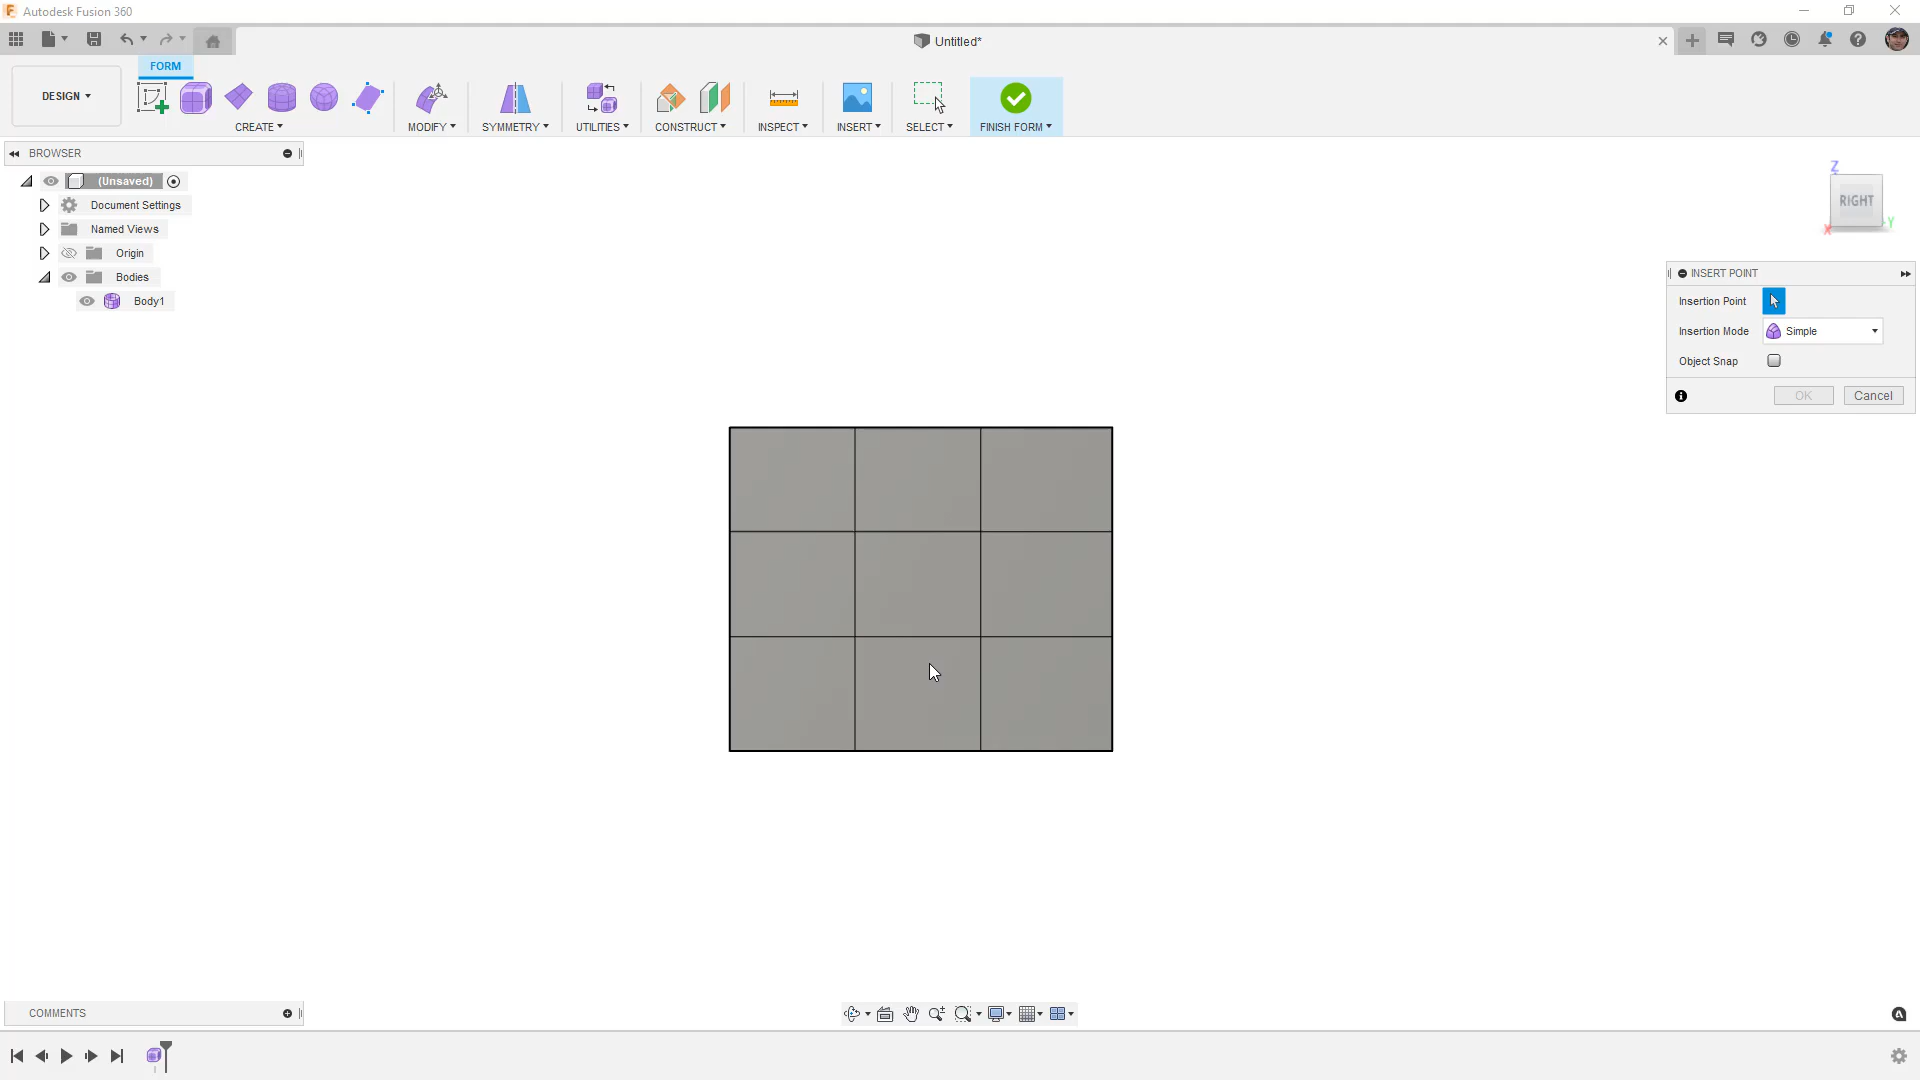 Autodesk Fusion 360
Untitled*
FORM
DESIGN
CREATE
MODIFY
SYMMETRY
UTILITIES
CONSTRUCT
INSPECT
INSERT
SELECT
FINISH FORM
BROWSER
(Unsaved)
Document Settings
Named Views
Origin
Bodies
Body1
Z
RIGHT
X
Y
INSERT POINT
Insertion Point
Insertion Mode
Simple
Object Snap
OK
Cancel
COMMENTS